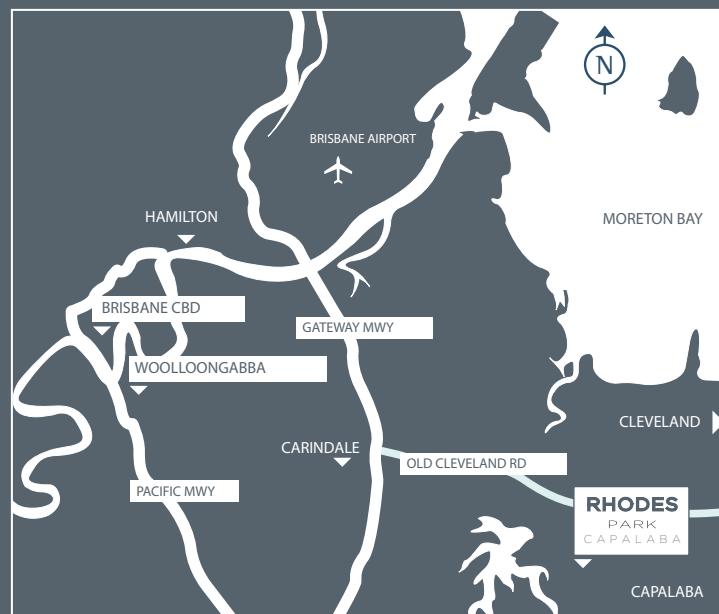 N
BRISBANE AIRPORT
HAMILTON
MORETON BAY
BRISBANE CBD
GATEWAY MWY
WOOLLOONGABBA
CLEVELAND
CARINDALE
OLD CLEVELAND RD
PACIFIC MWY
RHODES
PARK
CAPALABA
CAPALABA